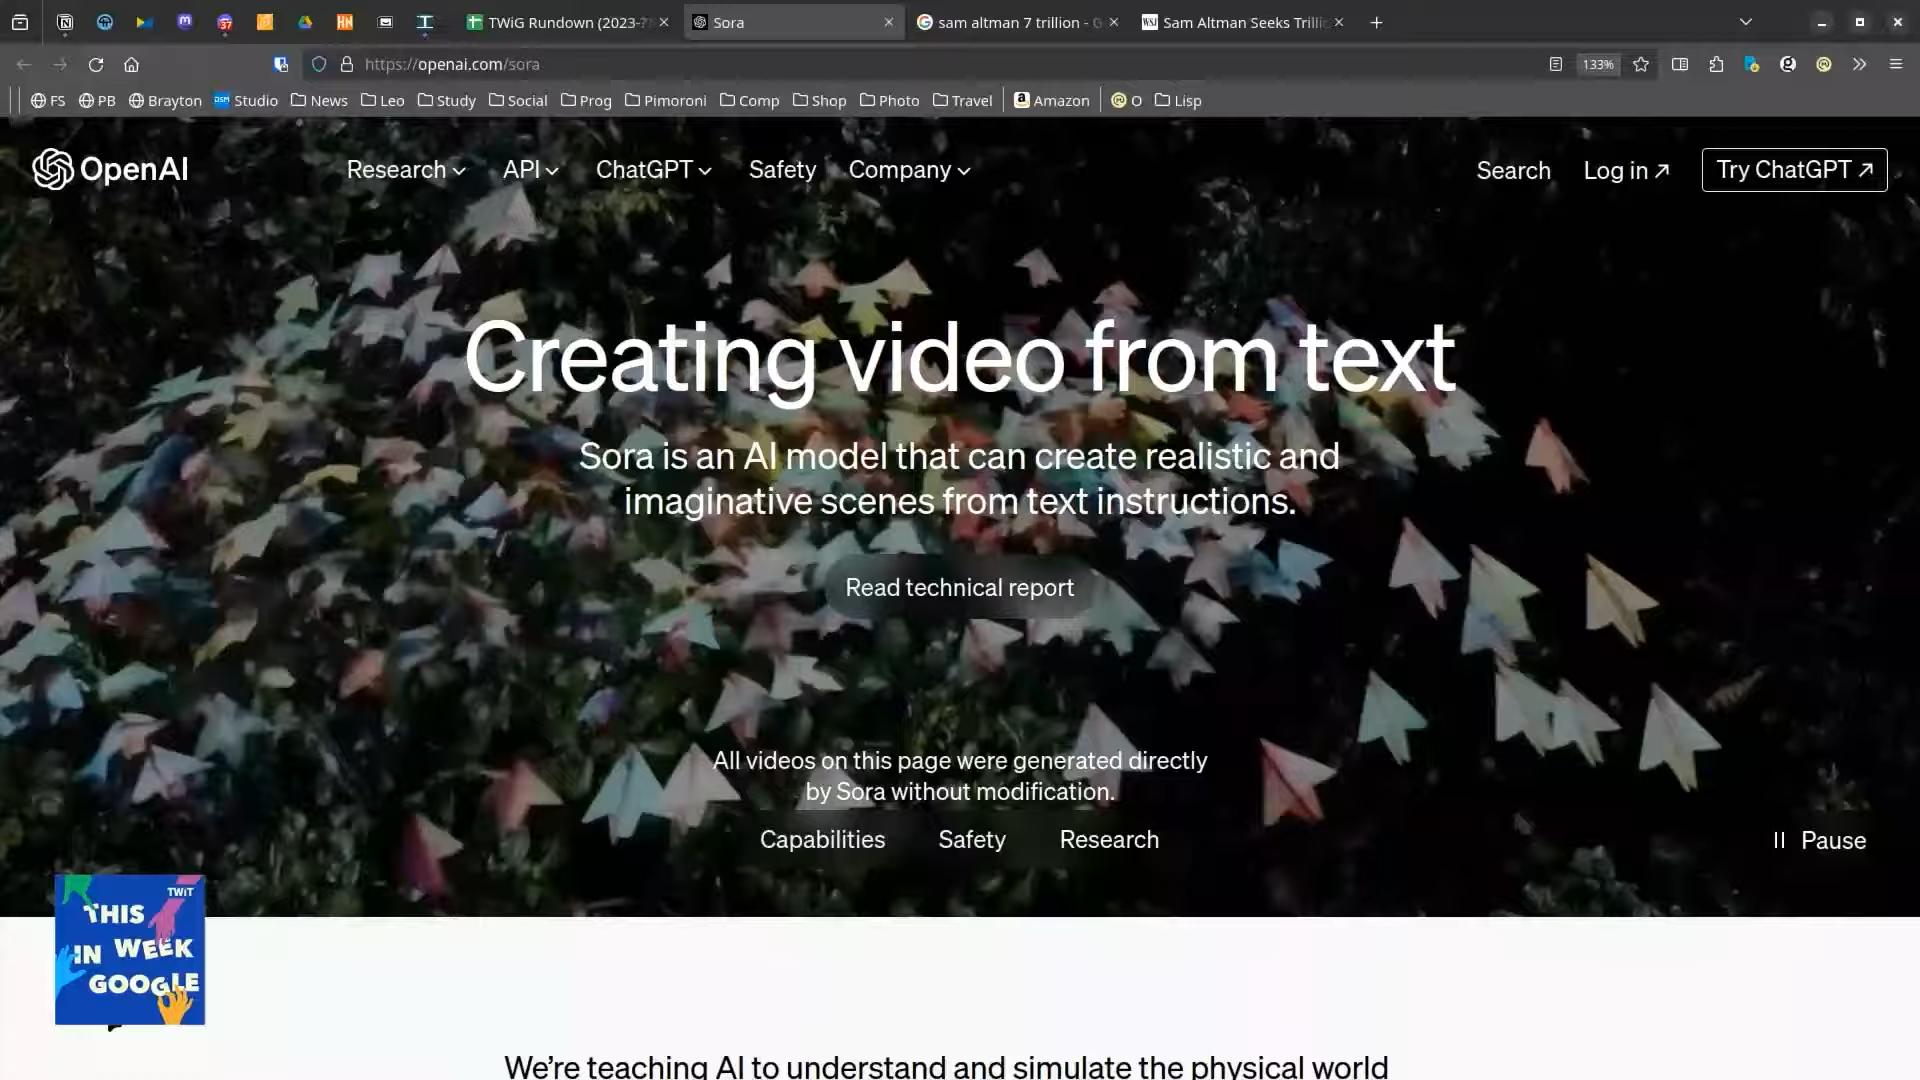 TWiG Rundown (2023-
Sora
sam altman 7 trillion - G
WSJ
Sam Altman Seeks Trilli
HN
https://openai.com/sora
133%
FS
PB
Brayton
Studio
News
Leo
Study
Social
Prog
Pimoroni
Comp
Shop
Photo
Travel
Amazon
O
Lisp
OpenAI
Research
API
ChatGPT
Safety
Company
Search
Log in ↗
Try ChatGPT ↗
Creating video from text
Sora is an AI model that can create realistic and
imaginative scenes from text instructions.
Read technical report
All videos on this page were generated directly
by Sora without modification.
Capabilities
Safety
Research
Pause
TWiT
THIS
IN WEEK
GOOGLE
We’re teaching AI to understand and simulate the physical world